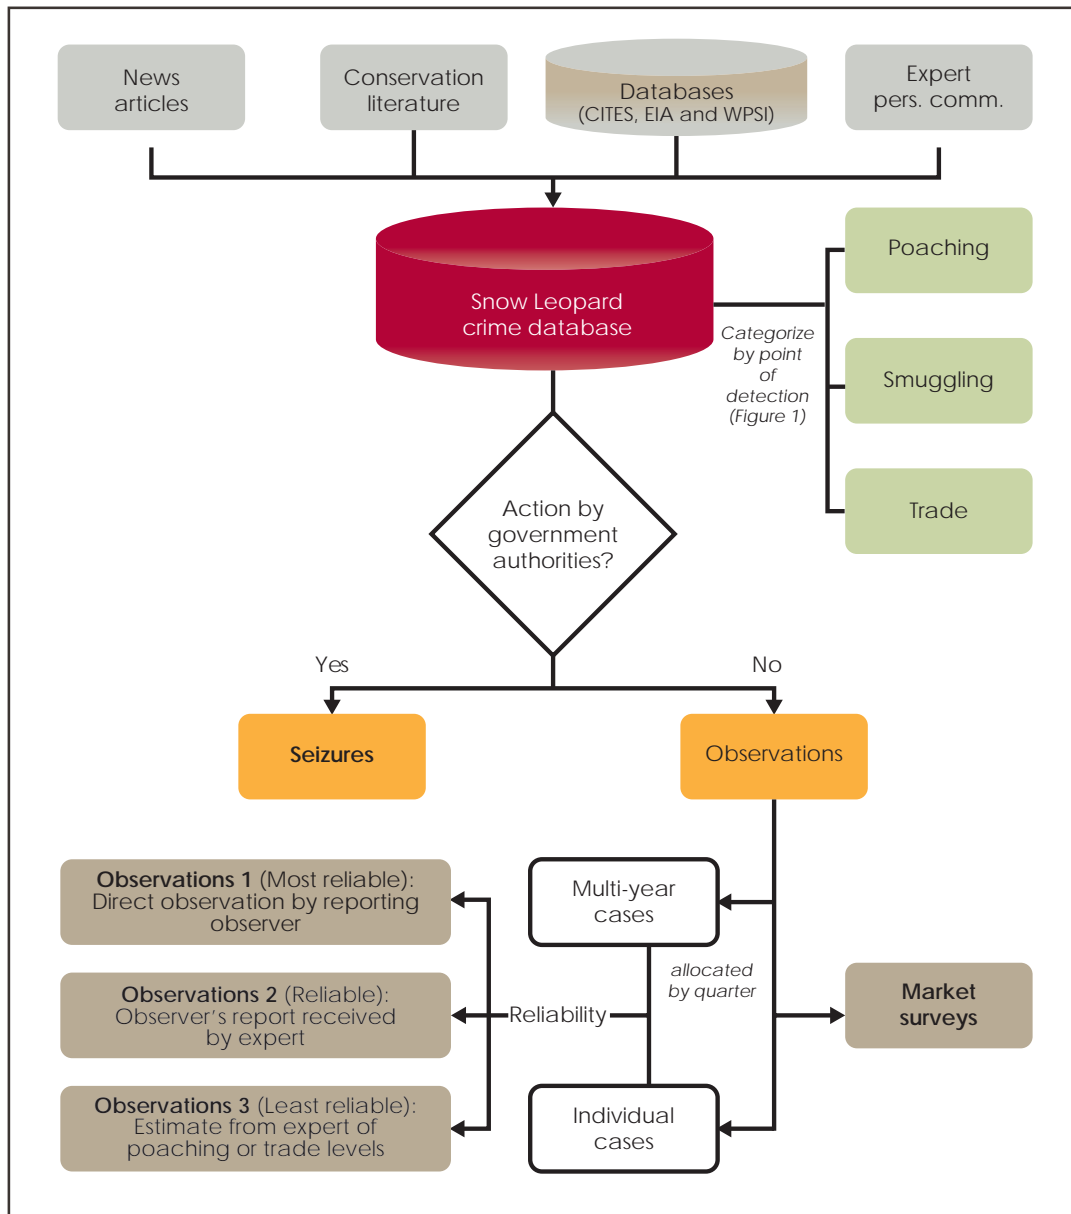 News
articles
Conservation
literature
Databases
(CITES, EIA and WPSI)
Expert
pers. comm.
Snow Leopard
crime database
Categorize
by point
of
detection
(Figure 1)
Poaching
Smuggling
Trade
Action by
government
authorities?
Yes
No
Seizures
Observations
Observations 1 (Most reliable):
Direct observation by reporting
observer
Observations 2 (Reliable):
Observer's report received
by expert
Observations 3 (Least reliable):
Estimate from expert of
poaching or trade levels
Reliability
Multi-year
cases
allocated
by quarter
Individual
cases
Market
surveys